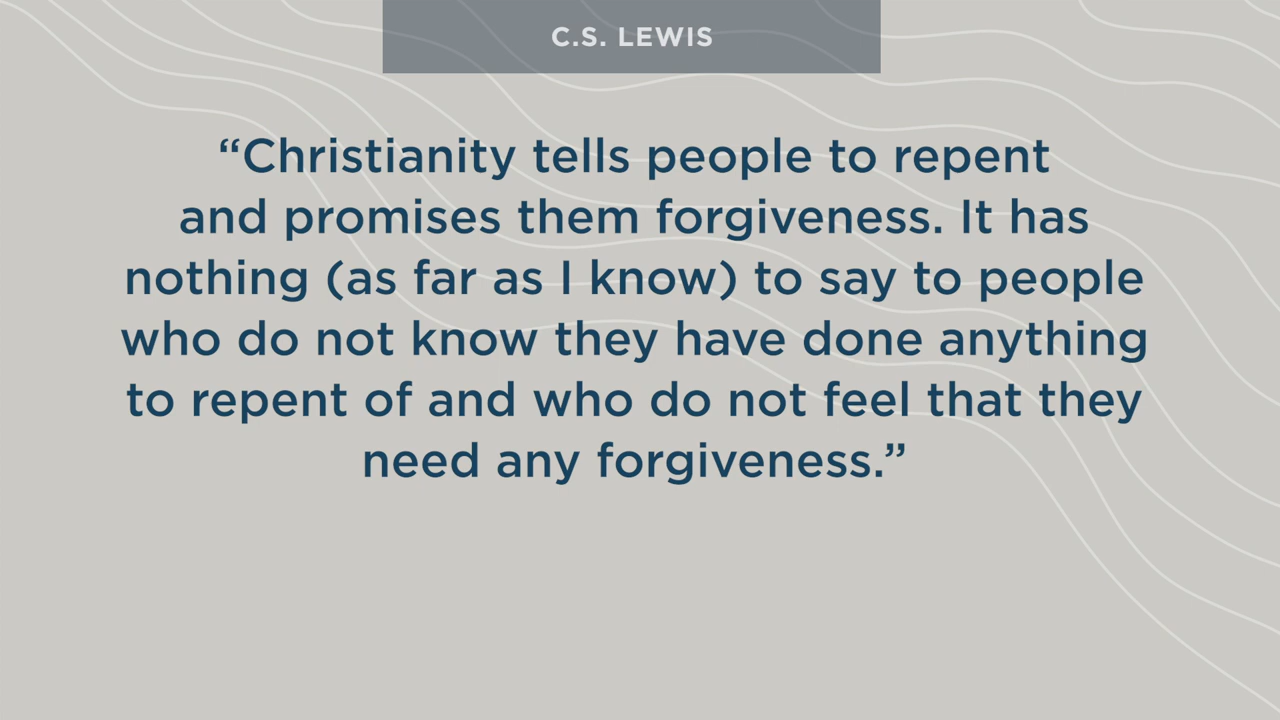 C.S. LEWIS
“Christianity tells people to repent
and promises them forgiveness. It has
nothing (as far as I know) to say to people
who do not know they have done anything
to repent of and who do not feel that they
need any forgiveness.”